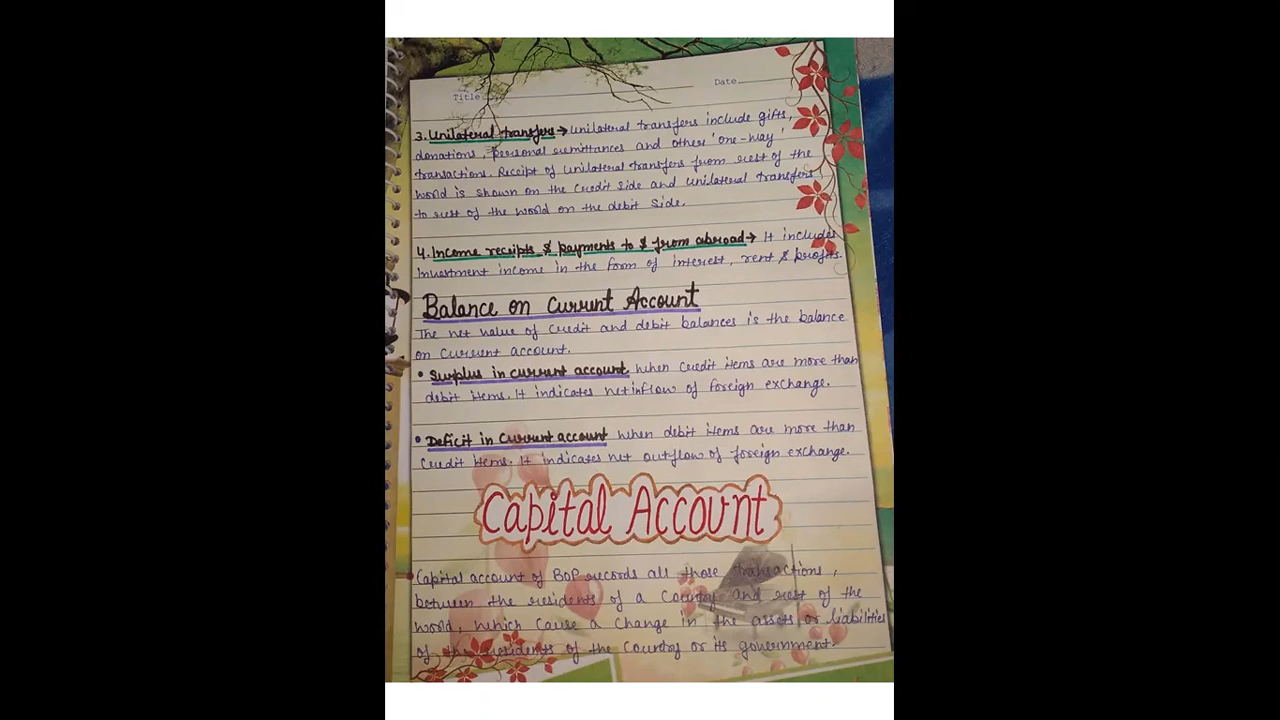 Title
Date
3. Unilateral transfers → Unilateral transfers include gifts,
donations, personal remittances and other 'one-way'
transactions. Receipt of Unilateral transfers from rest of the
world is shown on the Credit side and unilateral transfers
to rest of the world on the debit side.
4. Income receipts & payments to & from abroad → It includes
investment income in the form of interest, rent & profits.
Balance on Current Account
The net value of Credit and debit balances is the balance
on Current account.
• Surplus in current account when Credit items are more than
debit items. It indicates net inflow of foreign exchange.
• Deficit in Current account when debit items are more than
Credit items. It indicates net outflow of foreign exchange.
Capital Account
• Capital account of BOP records all those transactions,
between the residents of a Country and rest of the
world, which Cause a Change in the assets or liabilities
of the residents of the Country or its government.